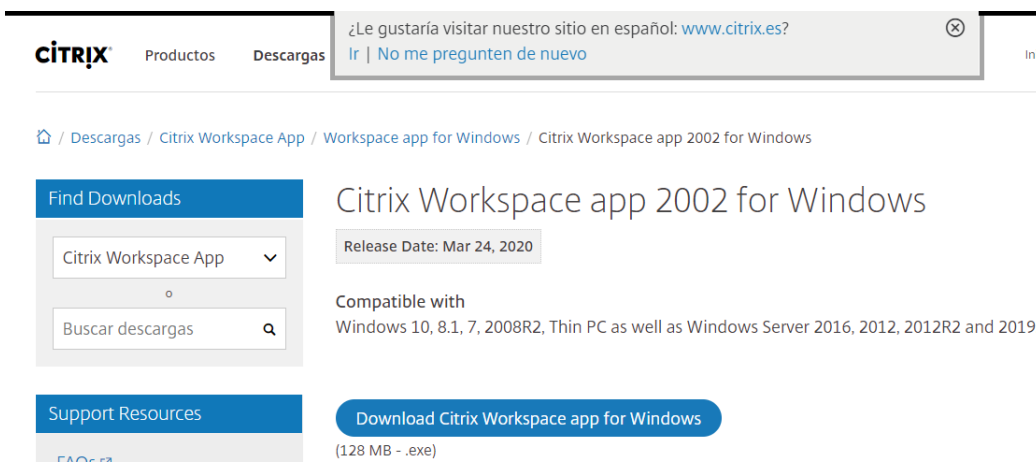 ¿Le gustaría visitar nuestro sitio en español: www.citrix.es?
Ir | No me pregunten de nuevo
CİTRIX Productos Descargas In
/ Descargas / Citrix Workspace App / Workspace app for Windows / Citrix Workspace app 2002 for Windows
Find Downloads
Citrix Workspace App
o
Buscar descargas
Support Resources
FAQs
Citrix Workspace app 2002 for Windows
Release Date: Mar 24, 2020
Compatible with
Windows 10, 8.1, 7, 2008R2, Thin PC as well as Windows Server 2016, 2012, 2012R2 and 2019
Download Citrix Workspace app for Windows
(128 MB - .exe)